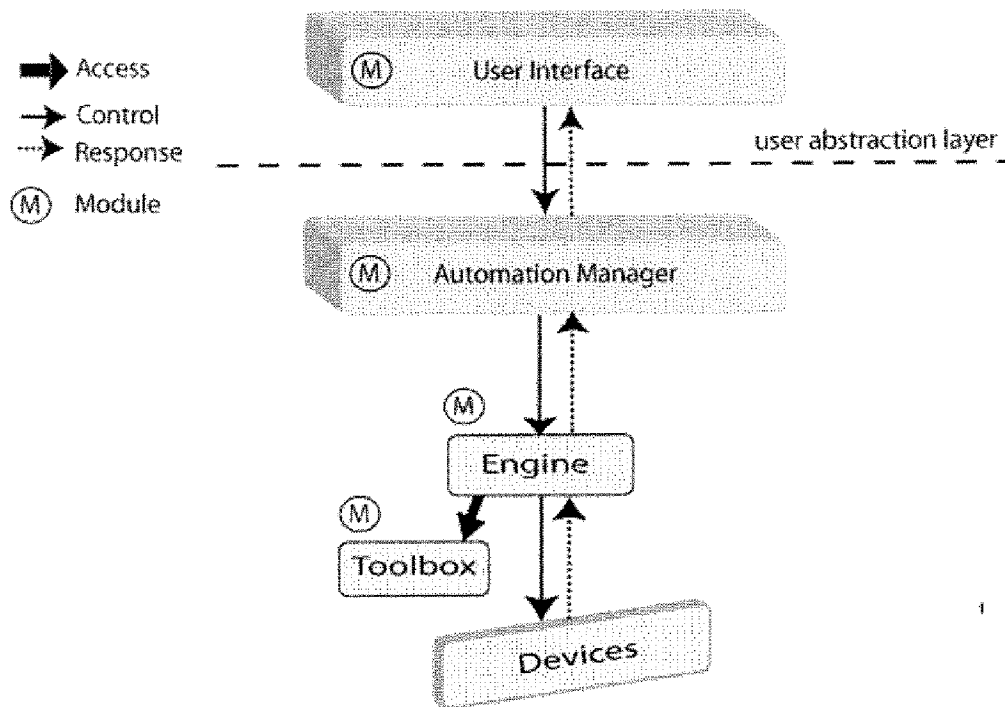 Access
Control
Response
M Module
M User Interface
user abstraction layer
M Automation Manager
M
Engine
M
Toolbox
Devices
1